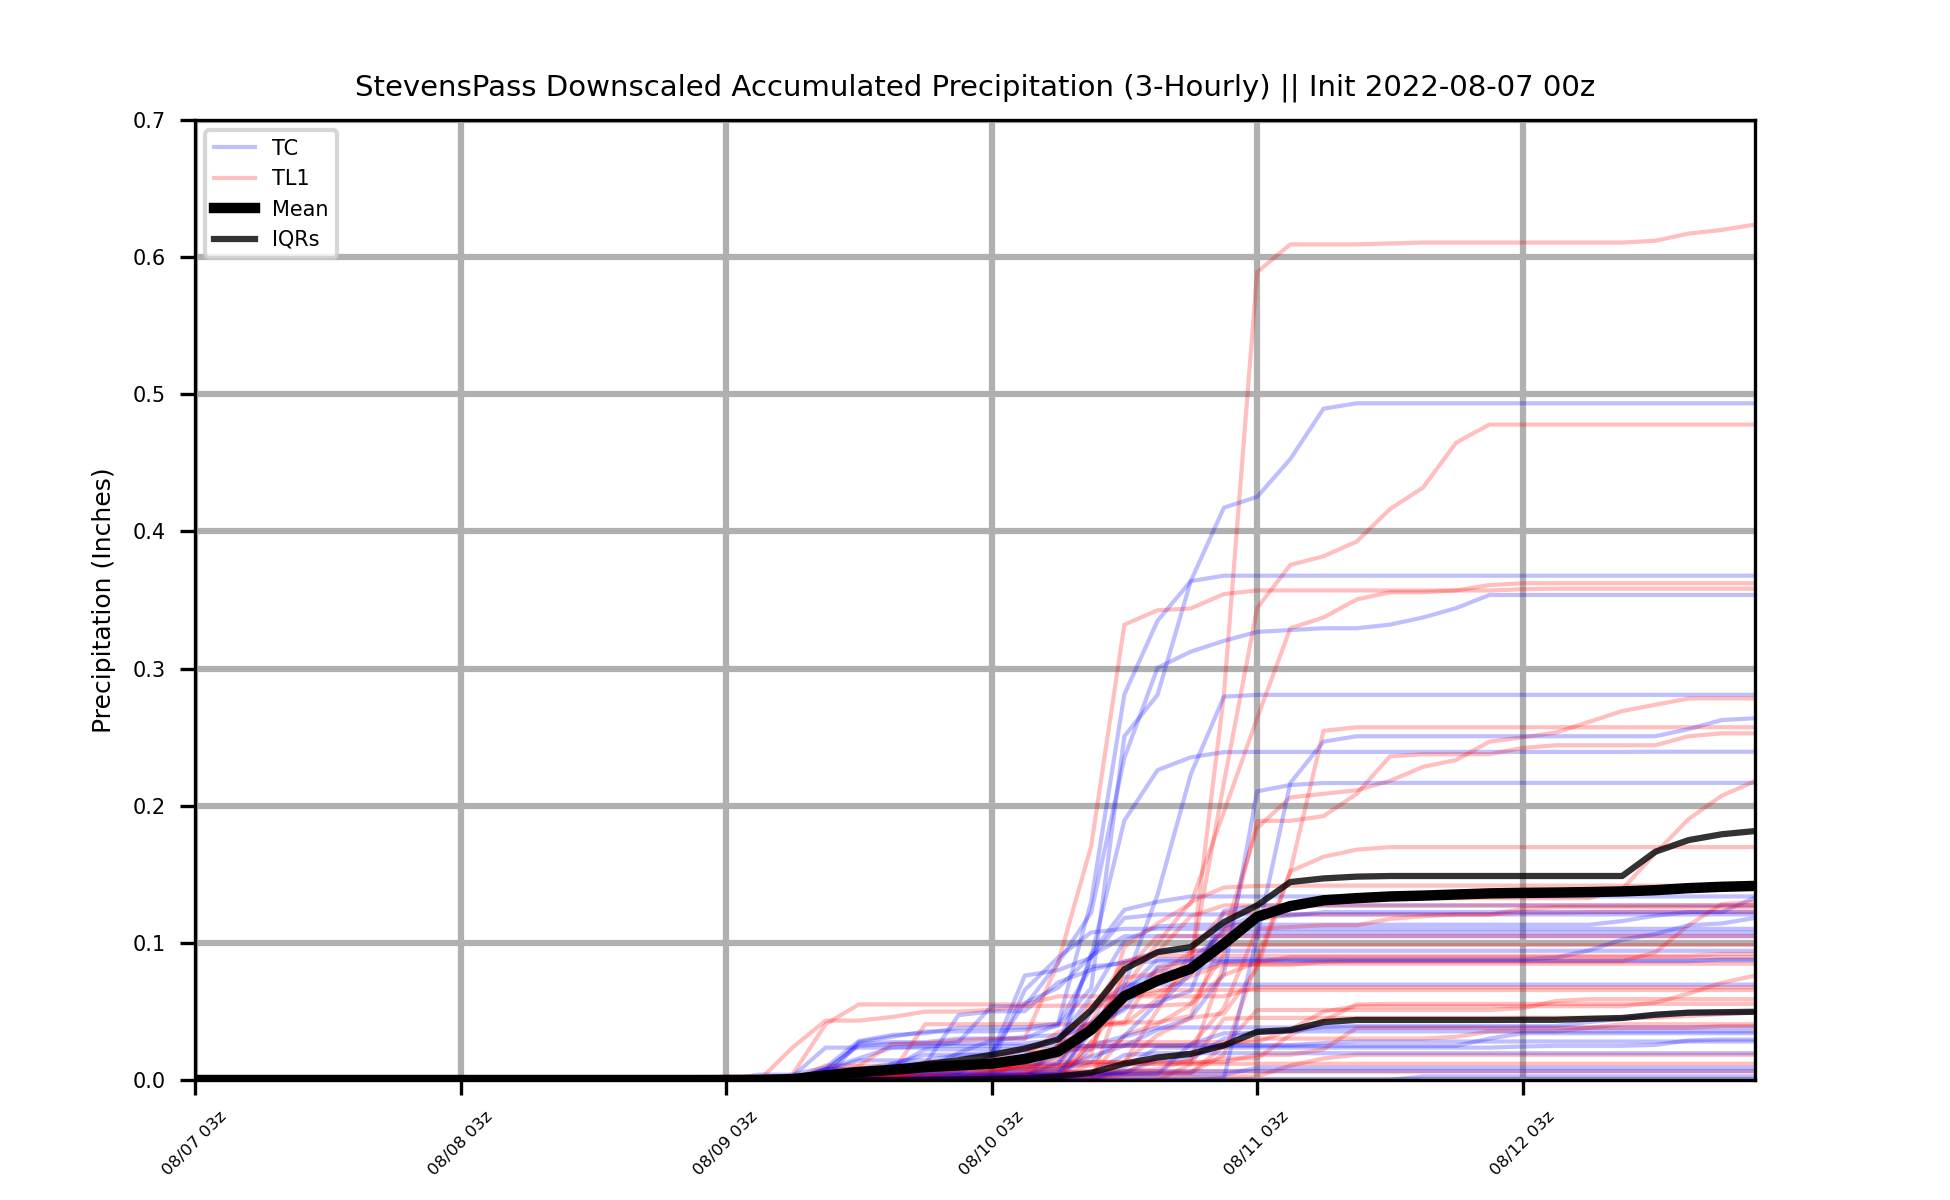 StevensPass Downscaled Accumulated Precipitation (3-Hourly) || Init 2022-08-07 00z
TC
TL1
Mean
IQRs
Precipitation (Inches)
0.7
0.6
0.5
0.4
0.3
0.2
0.1
0.0
08/07 03z
08/08 03z
08/09 03z
08/10 03z
08/11 03z
08/12 03z